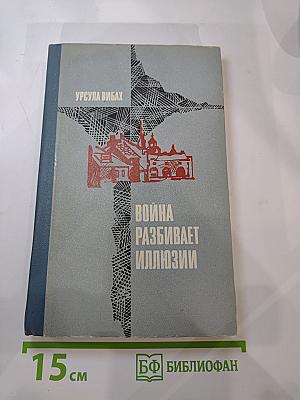 УРСУЛА ВИБАХ
ВОЙНА
РАЗБИВАЕТ
ИЛЛЮЗИИ
15 см
БФ БИБЛИОФАН